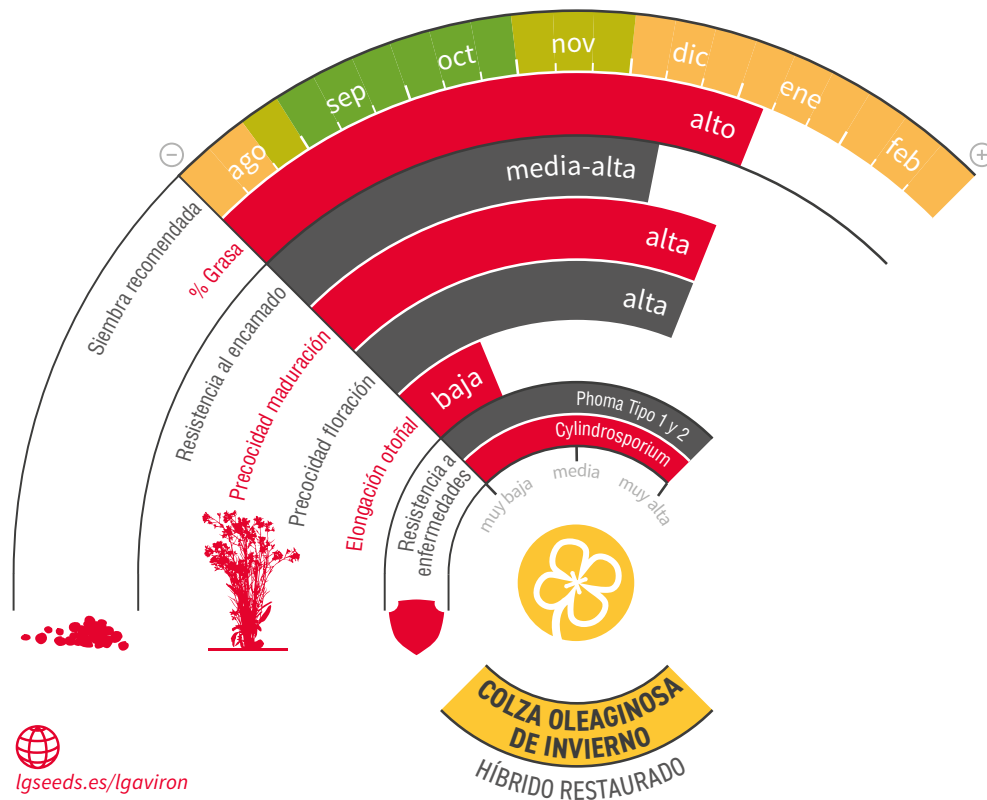 ago
sep
oct
nov
dic
ene
feb
−
+
Siembra recomendada
% Grasa
alto
Resistencia al encamado
media-alta
Precocidad maduración
alta
Precocidad floración
alta
Elongación otoñal
baja
Resistencia a
enfermedades
Phoma Tipo 1 y 2
Cylindrosporium
muy baja
media
muy alta
COLZA OLEAGINOSA
DE INVIERNO
HÍBRIDO RESTAURADO
lgseeds.es/lgaviron